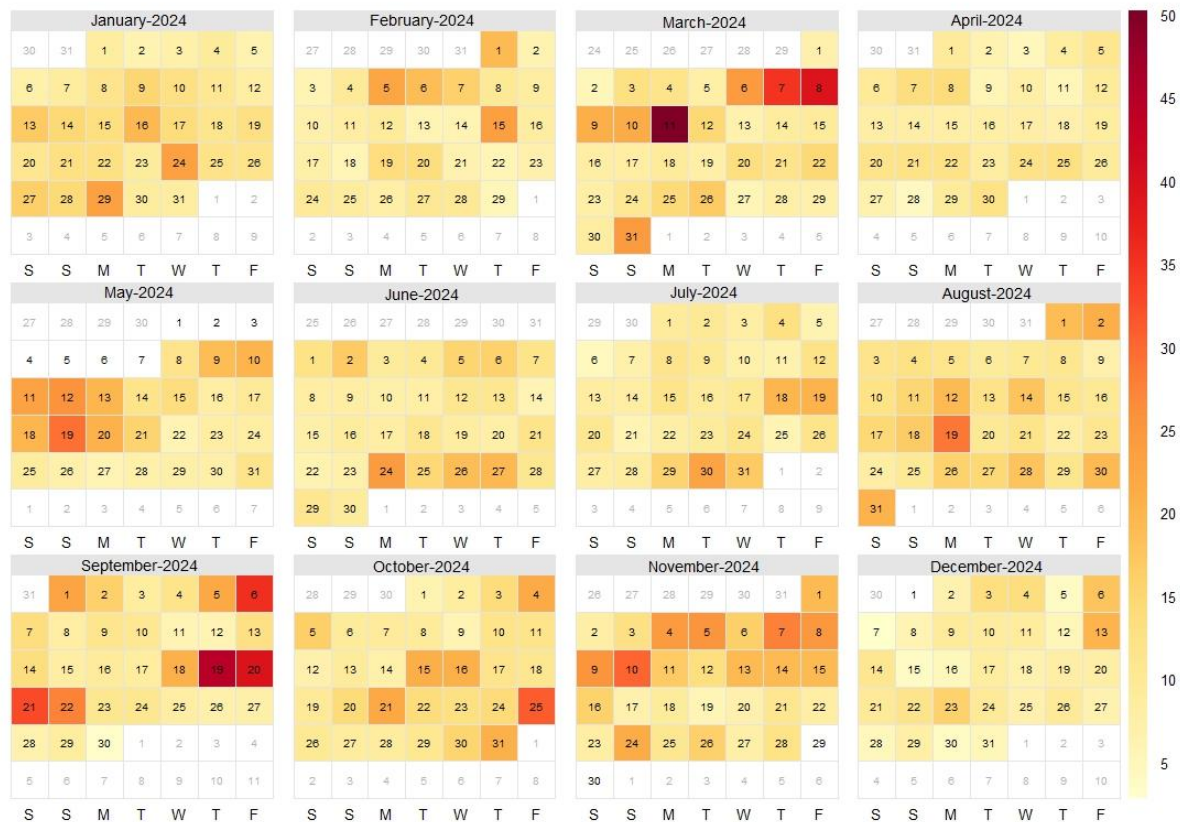 January-2024 February-2024 March-2024 April-2024 50
30 31 1 2 3 4 5 27 28 29 30 31 1 2 24 25 26 27 28 29 1 30 31 1 2 3 4 5
6 7 8 9 10 11 12 3 4 5 6 7 8 9 2 3 4 5 6 7 8 6 7 8 9 10 11 12
45
13 14 15 16 17 18 19 10 11 12 13 14 15 16 9 10 11 12 13 14 15 13 14 15 16 17 18 19
20 21 22 23 24 25 26 17 18 19 20 21 22 23 16 17 18 19 20 21 22 20 21 22 23 24 25 26
40
27 28 29 30 31 1 2 24 25 26 27 28 29 1 23 24 25 26 27 28 29 27 28 29 30 1 2 3
3 4 5 6 7 8 9 2 3 4 5 6 7 8 30 31 1 2 3 4 5 4 5 6 7 8 9 10
S S M T W T F S S M T W T F S S M T W T F S S M T W T F
35
May-2024 June-2024 July-2024 August-2024
27 28 29 30 1 2 3 25 26 27 28 29 30 31 29 30 1 2 3 4 5 27 28 29 30 31 1 2
30
4 5 6 7 8 9 10 1 2 3 4 5 6 7 6 7 8 9 10 11 12 3 4 5 6 7 8 9
11 12 13 14 15 16 17 8 9 10 11 12 13 14 13 14 15 16 17 18 19 10 11 12 13 14 15 16
18 19 20 21 22 23 24 15 16 17 18 19 20 21 20 21 22 23 24 25 26 17 18 19 20 21 22 23
25
25 26 27 28 29 30 31 22 23 24 25 26 27 28 27 28 29 30 31 1 2 24 25 26 27 28 29 30
1 2 3 4 5 6 7 29 30 1 2 3 4 5 3 4 5 6 7 8 9 31 1 2 3 4 5 6
20
S S M T W T F S S M T W T F S S M T W T F S S M T W T F
September-2024 October-2024 November-2024 December-2024
31 1 2 3 4 5 6 28 29 30 1 2 3 4 26 27 28 29 30 31 1 30 1 2 3 4 5 6
15
7 8 9 10 11 12 13 5 6 7 8 9 10 11 2 3 4 5 6 7 8 7 8 9 10 11 12 13
14 15 16 17 18 19 20 12 13 14 15 16 17 18 9 10 11 12 13 14 15 14 15 16 17 18 19 20
10
21 22 23 24 25 26 27 19 20 21 22 23 24 25 16 17 18 19 20 21 22 21 22 23 24 25 26 27
28 29 30 1 2 3 4 26 27 28 29 30 31 1 23 24 25 26 27 28 29 28 29 30 31 1 2 3
5
5 6 7 8 9 10 11 2 3 4 5 6 7 8 30 1 2 3 4 5 6 4 5 6 7 8 9 10
S S M T W T F S S M T W T F S S M T W T F S S M T W T F